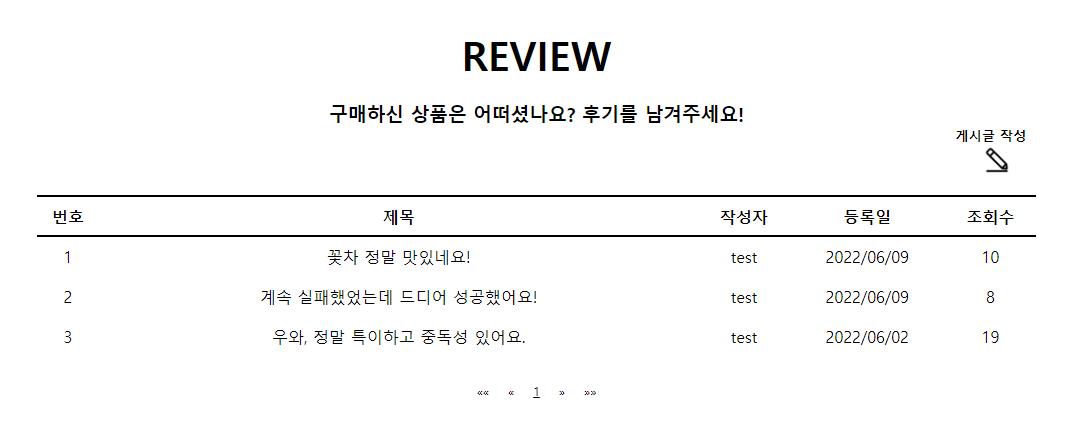 REVIEW
구매하신 상품은 어떠셨나요? 후기를 남겨주세요!
게시글 작성
번호 제목 작성자 등록일 조회수
1 꽃차 정말 맛있네요! test 2022/06/09 10
2 계속 실패했었는데 드디어 성공했어요! test 2022/06/09 8
3 우와, 정말 특이하고 중독성 있어요. test 2022/06/02 19
«« « 1 » »»